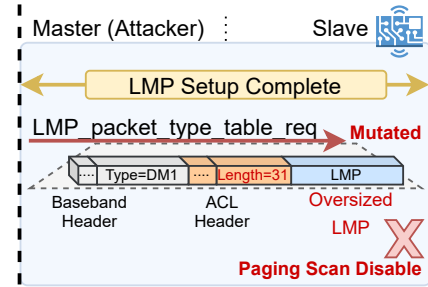 Master (Attacker)
Slave
LMP Setup Complete
LMP_packet_type_table_req
Mutated
.... Type=DM1 .... Length=31 LMP
Baseband
Header
ACL
Header
Oversized
LMP
Paging Scan Disable